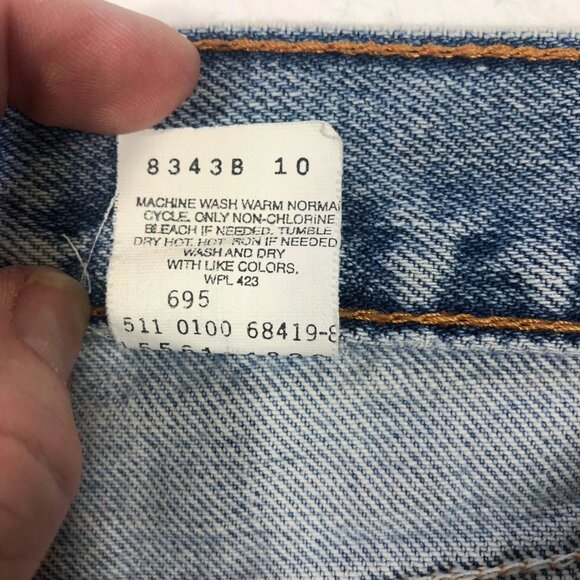 8343B 10
MACHINE WASH WARM NORMAL
CYCLE. ONLY NON-CHLORINE
BLEACH IF NEEDED. TUMBLE
DRY HOT. HOT IRON IF NEEDED
WASH AND DRY
WITH LIKE COLORS.
WPL 423
695
511 0100 68419-8